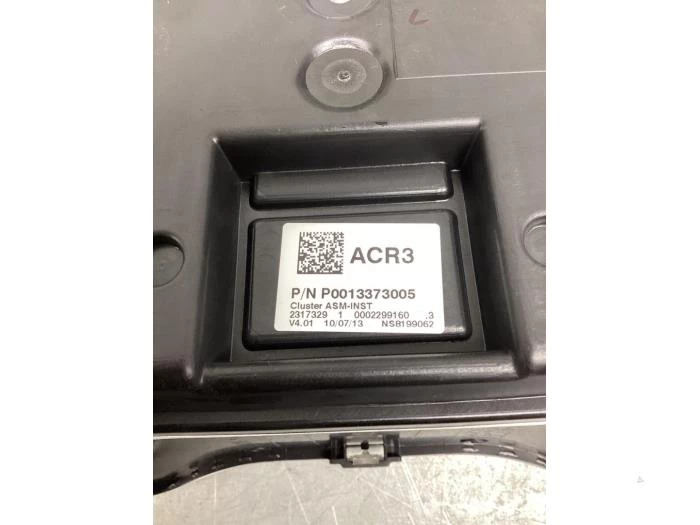 ACR3
P/N P0013373005
Cluster ASM-INST
2317329 1 0002299160 .3
V4.01 10/07/13 NS8199062